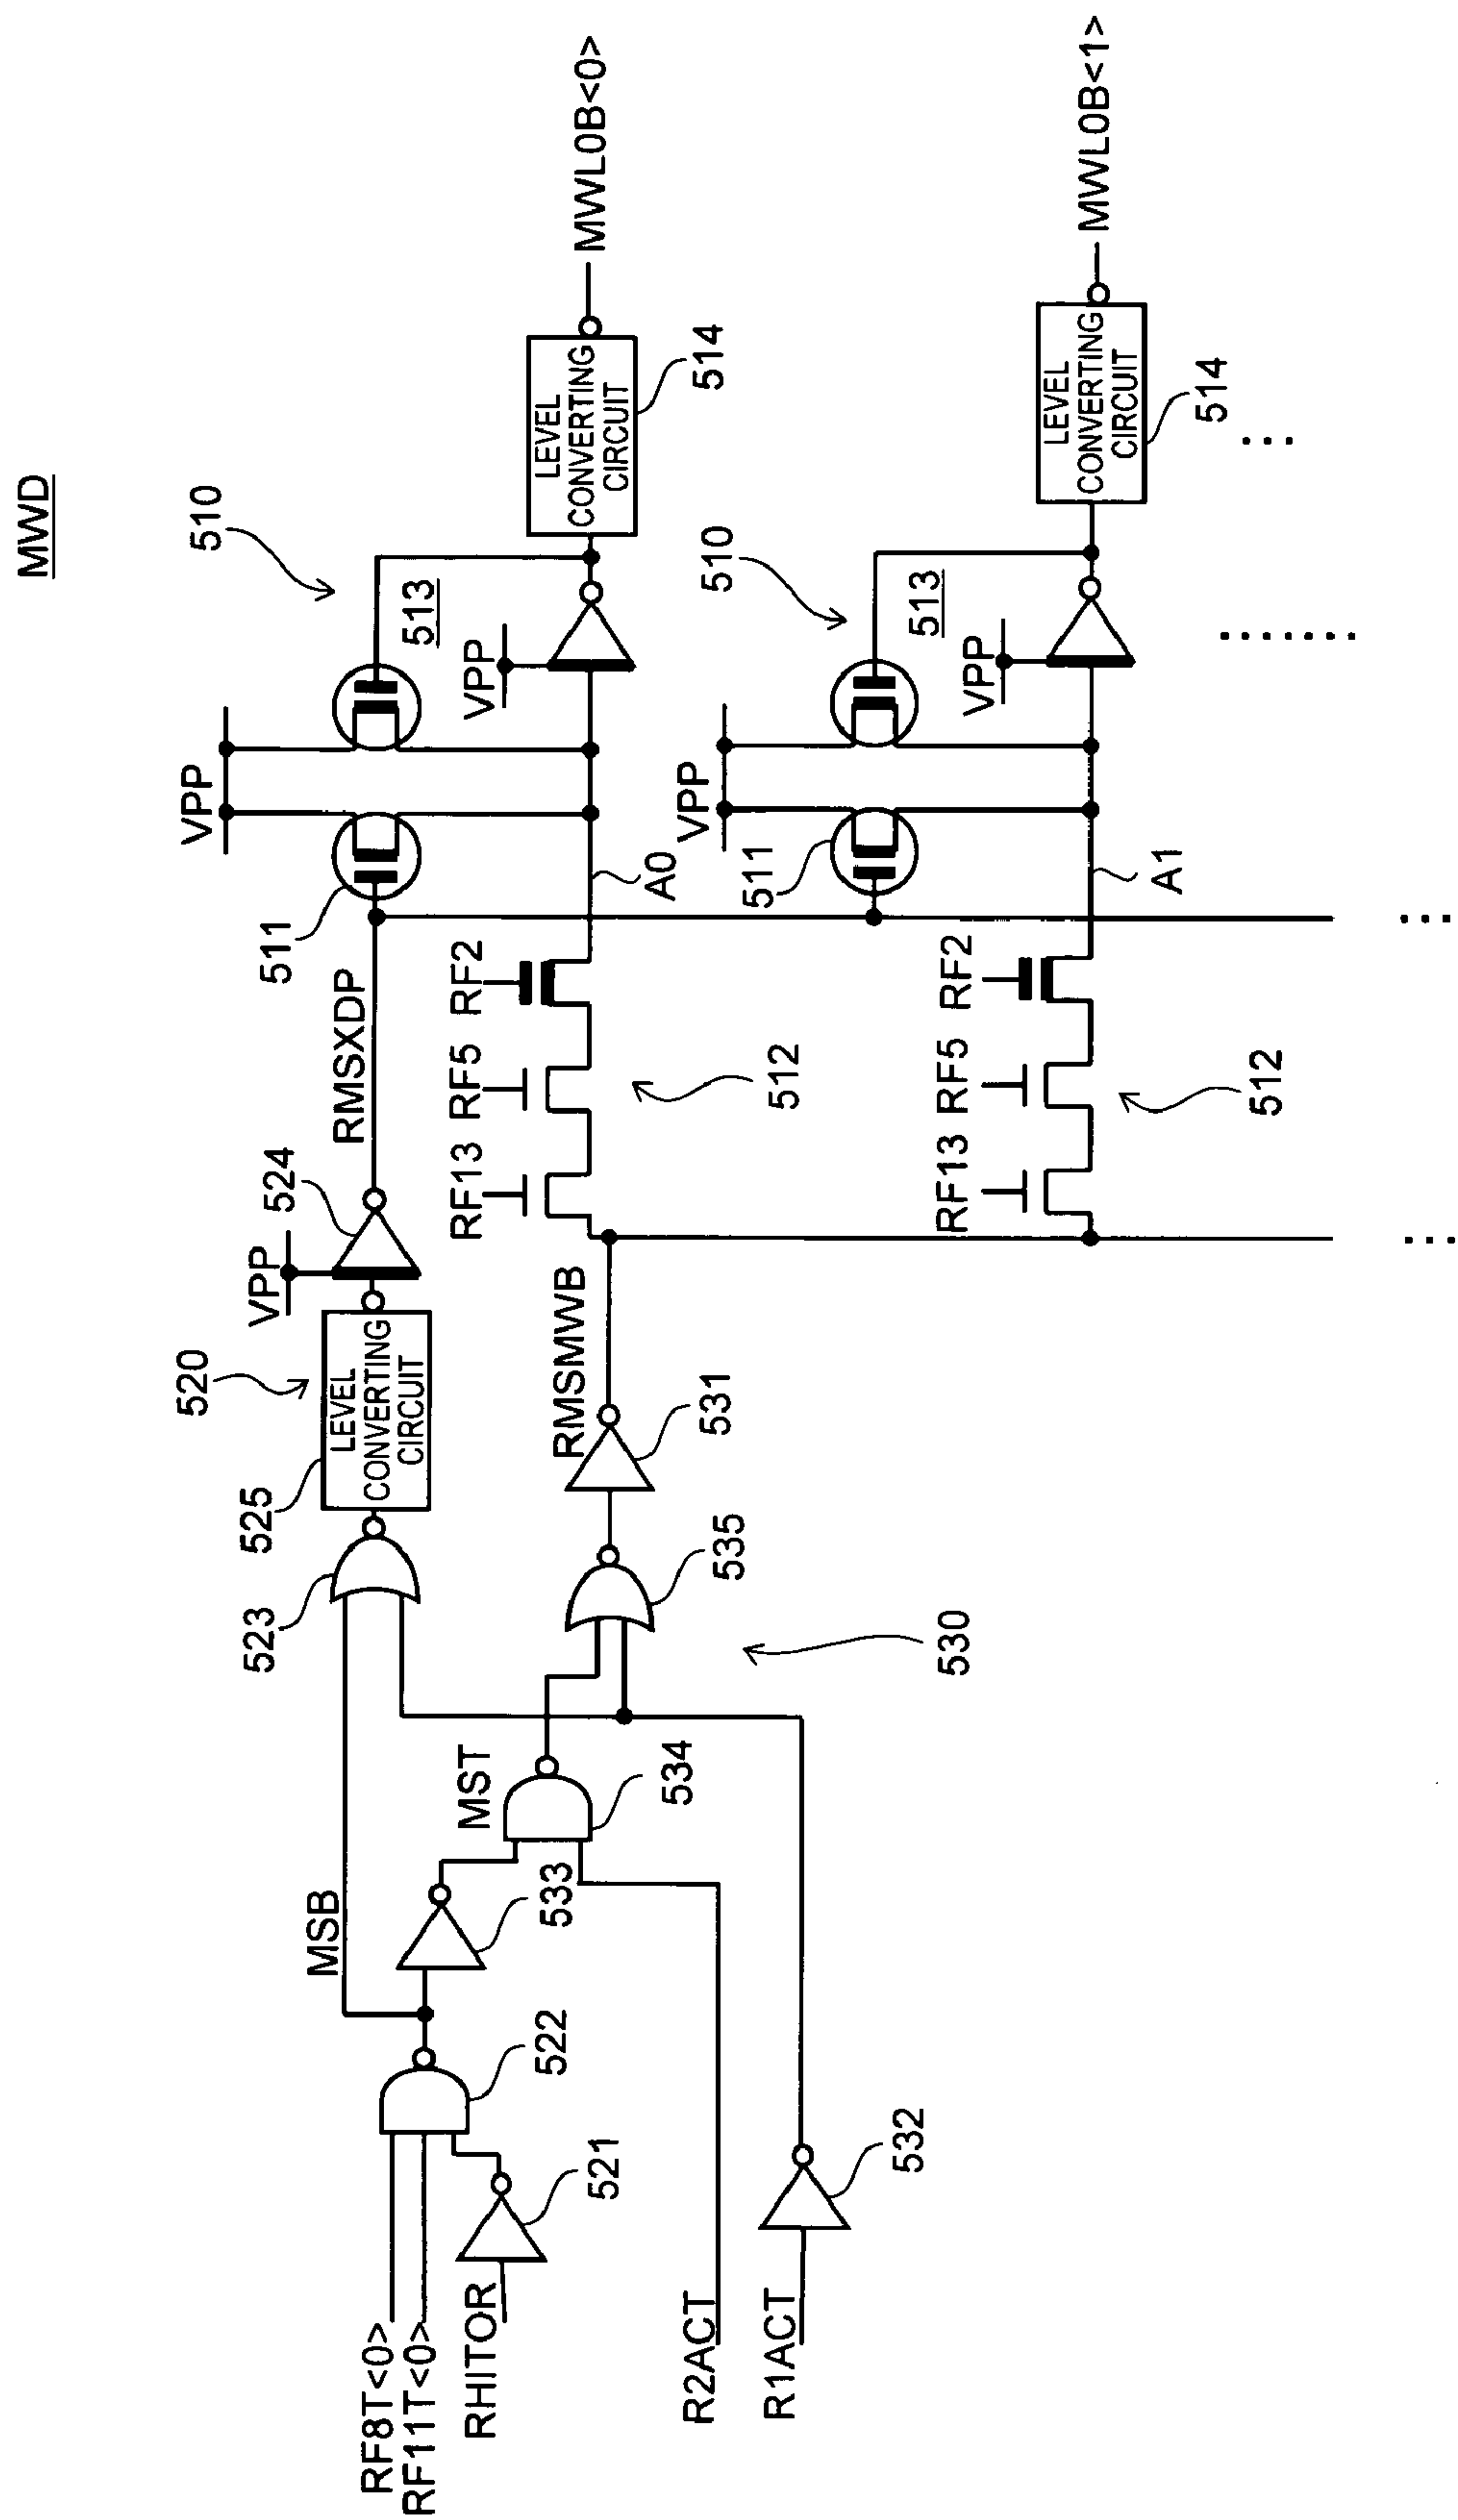 MWD
510
VPP
511
513
VPP
A0
LEVEL
CONVERTING
CIRCUIT
514
MWL0B<0>
510
VPP
511
513
VPP
A1
LEVEL
CONVERTING
CIRCUIT
514
MWL0B<1>
RMSXDP
524
VPP
520
LEVEL
CONVERTING
CIRCUIT
525
523
RF13
RF5
RF2
512
RF13
RF5
RF2
512
RMSMWB
531
535
530
MST
534
533
MSB
522
521
532
RF8T<0>
RF11T<0>
RHITOR
R2ACT
R1ACT